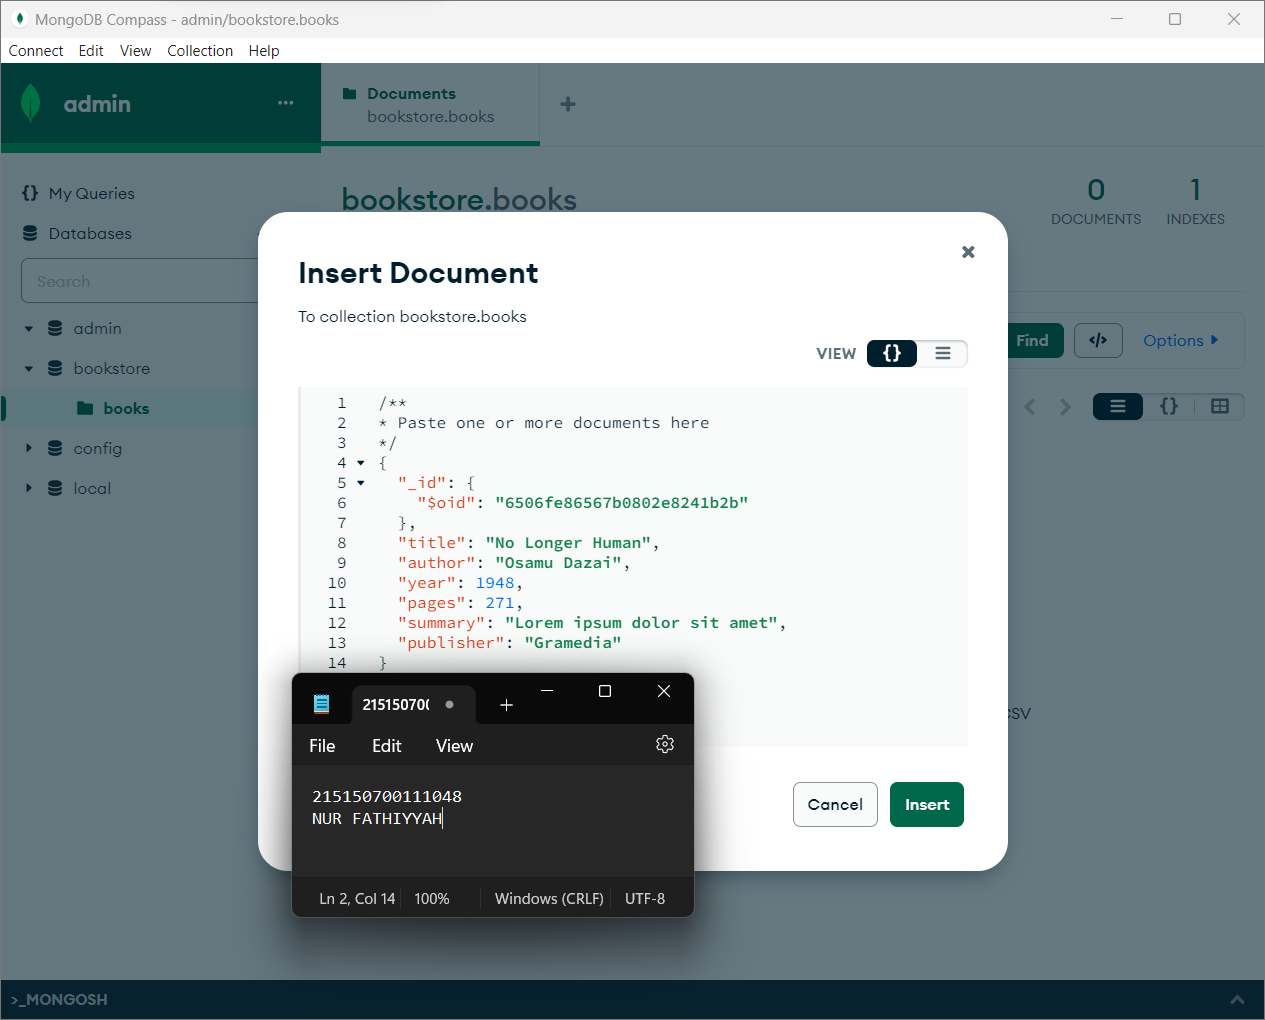 MongoDB Compass - admin/bookstore.books
Connect Edit View Collection Help
admin
Documents
bookstore.books
{} My Queries
Databases
Search
admin
bookstore
books
config
local
bookstore.books
0
DOCUMENTS
1
INDEXES
Find
</> Options
{}
CSV
Insert Document
To collection bookstore.books
VIEW {}
1 /**
2 * Paste one or more documents here
3 */
4 {
5 "_id": {
6 "$oid": "6506fe86567b0802e8241b2b"
7 },
8 "title": "No Longer Human",
9 "author": "Osamu Dazai",
10 "year": 1948,
11 "pages": 271,
12 "summary": "Lorem ipsum dolor sit amet",
13 "publisher": "Gramedia"
14 }
Cancel Insert
215150700
File Edit View
215150700111048
NUR FATHIYYAH
Ln 2, Col 14 100% Windows (CRLF) UTF-8
>_MONGOSH